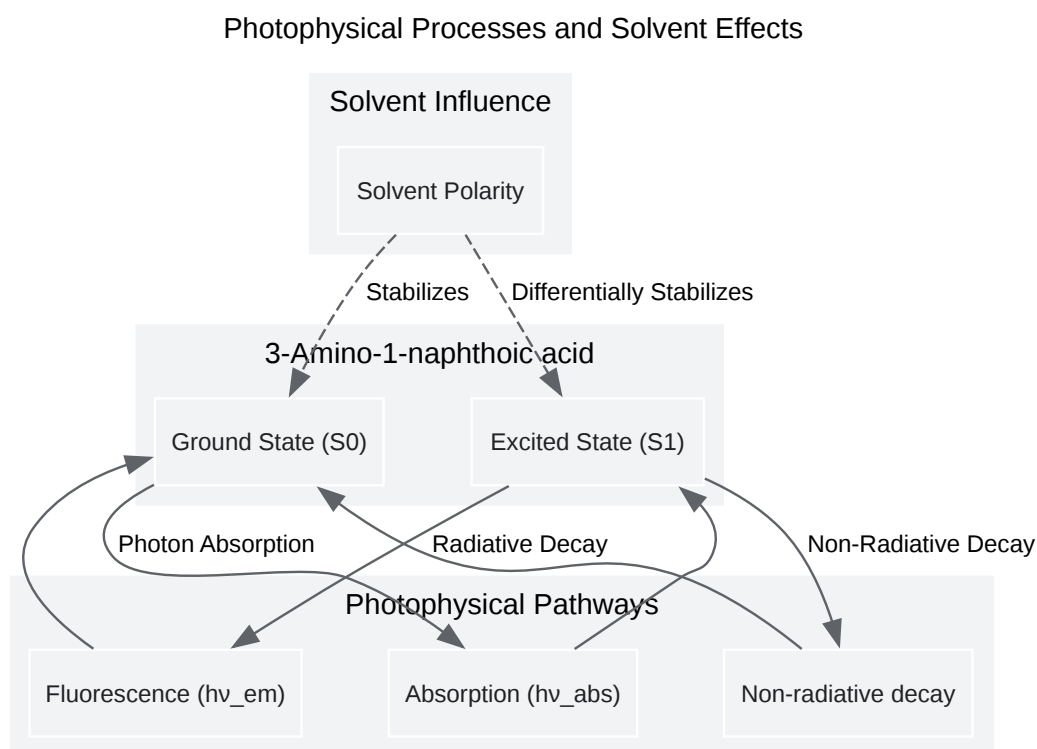 Photophysical Processes and Solvent Effects
Solvent Influence
Solvent Polarity
Stabilizes
Differentially Stabilizes
3-Amino-1-naphthoic acid
Ground State (S0)
Excited State (S1)
Photon Absorption
Radiative Decay
Non-Radiative Decay
Photophysical Pathways
Fluorescence (hν_em)
Absorption (hν_abs)
Non-radiative decay